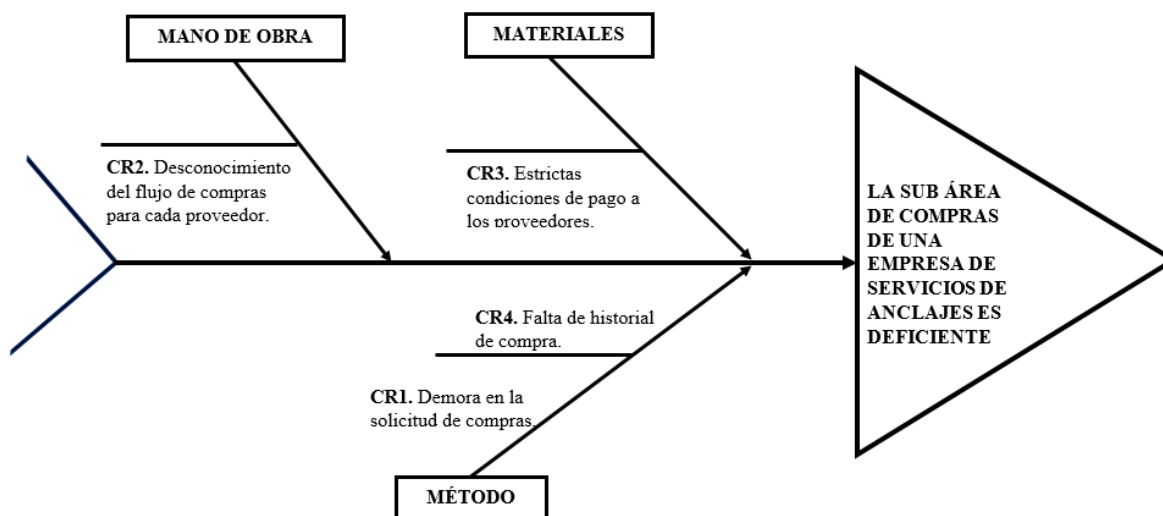 MANO DE OBRA
MATERIALES
CR2. Desconocimiento
del flujo de compras
para cada proveedor.
CR3. Estrictas
condiciones de pago a
los proveedores.
LA SUB ÁREA
DE COMPRAS
DE UNA
EMPRESA DE
SERVICIOS DE
ANCLAJES ES
DEFICIENTE
CR4. Falta de historial
de compra.
CR1. Demora en la
solicitud de compras.
MÉTODO